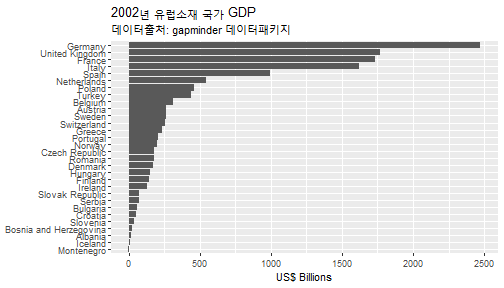 2002년 유럽소재 국가 GDP
데이터출처: gapminder 데이터패키지
Germany
United Kingdom
France
Italy
Spain
Netherlands
Poland
Turkey
Belgium
Austria
Sweden
Switzerland
Greece
Portugal
Norway
Czech Republic
Romania
Denmark
Hungary
Finland
Ireland
Slovak Republic
Serbia
Bulgaria
Croatia
Slovenia
Bosnia and Herzegovina
Albania
Iceland
Montenegro
0 500 1000 1500 2000 2500
US$ Billions